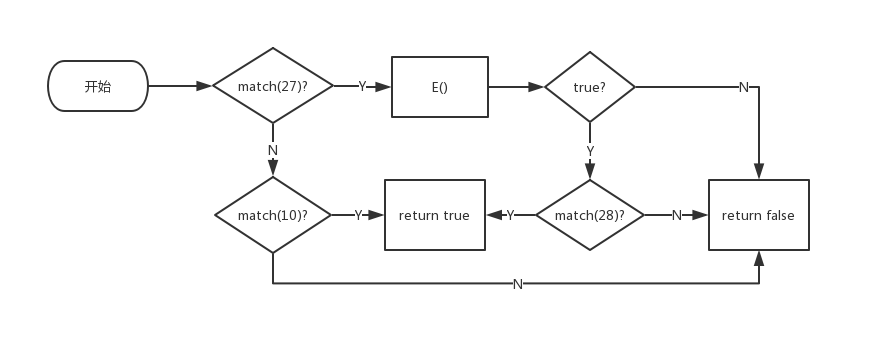 开始
match(27)?
Y
E()
true?
N
N
Y
match(10)?
Y
return true
Y
match(28)?
N
return false
N